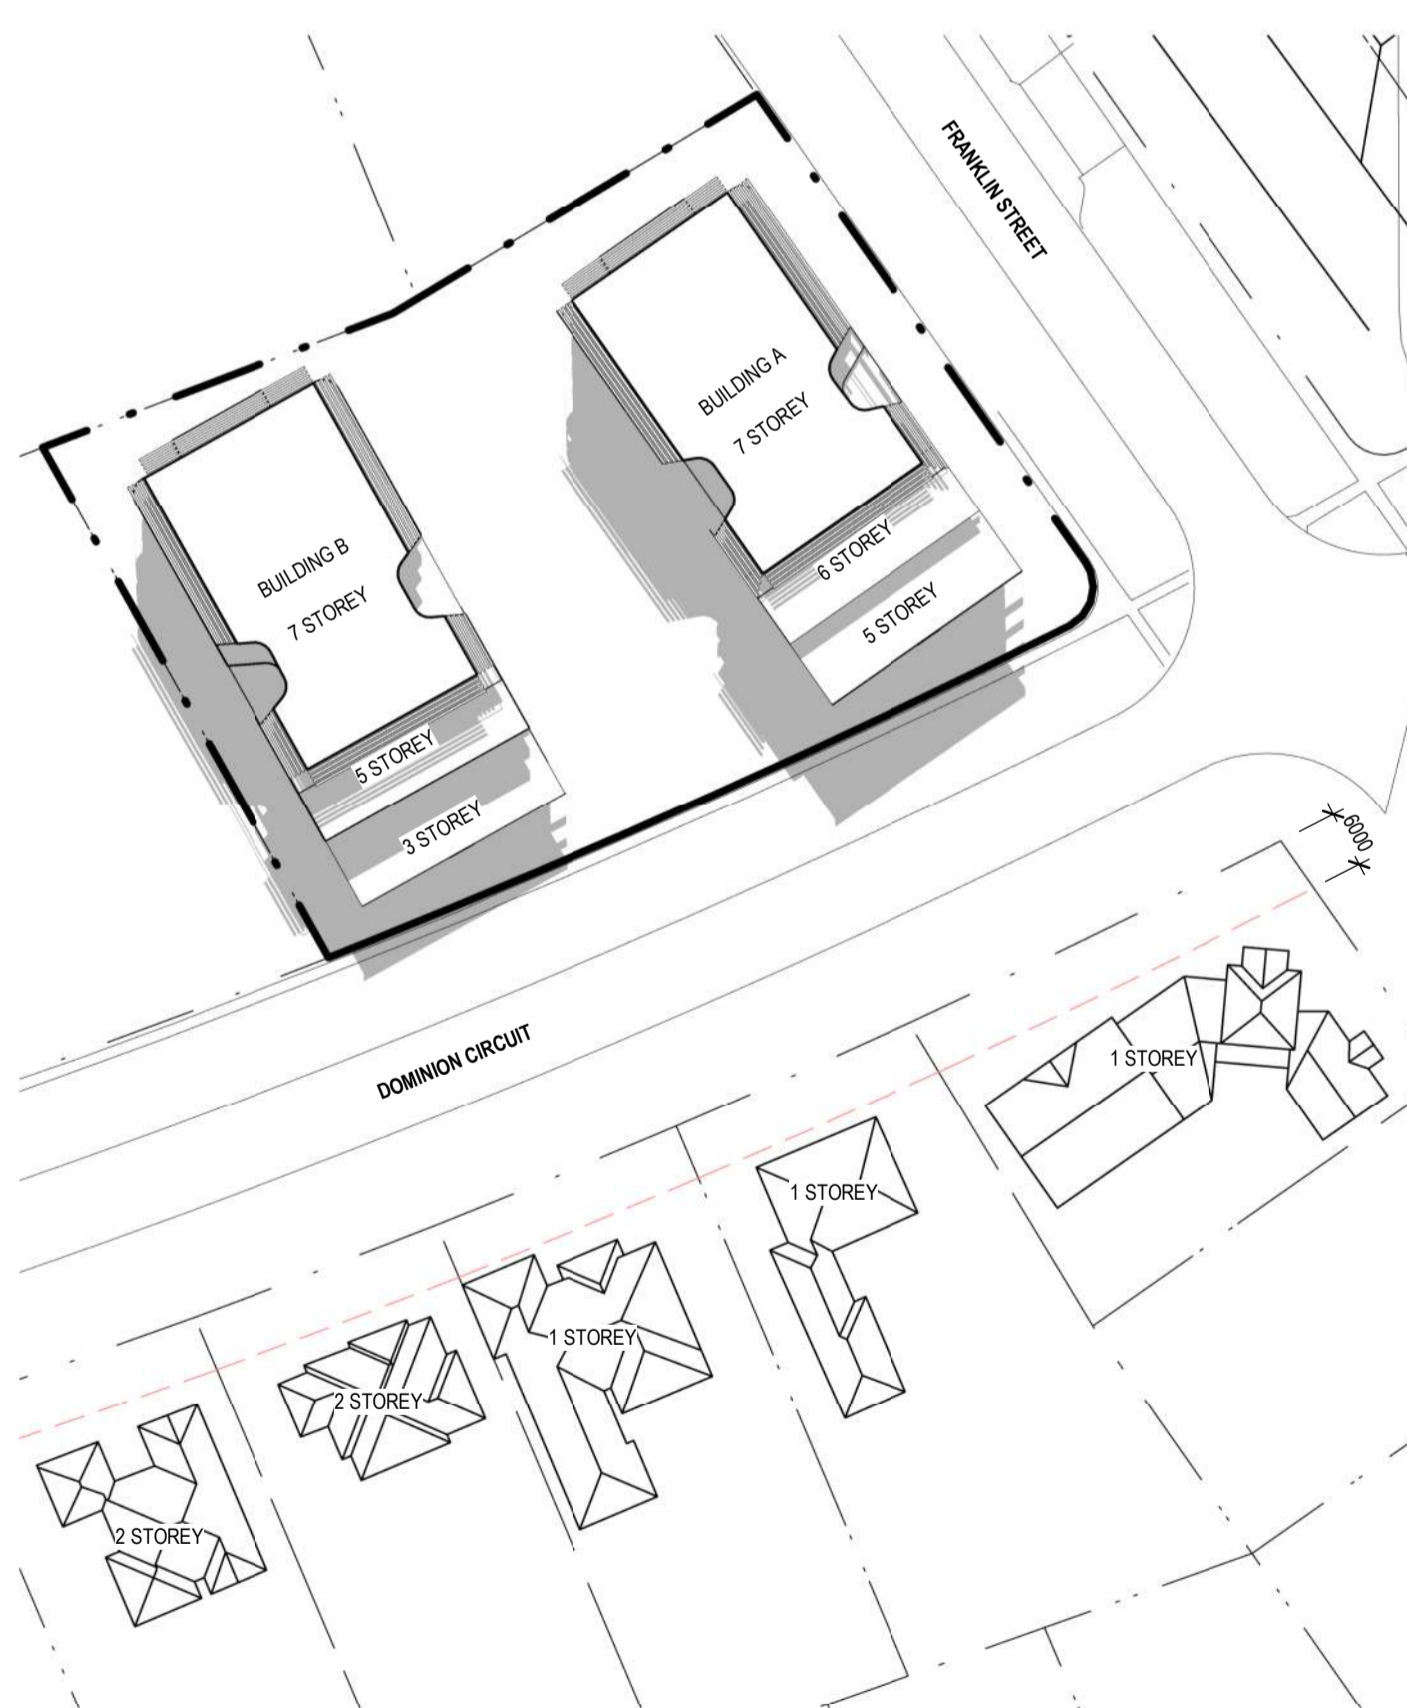 FRANKLIN STREET
BUILDING A
7 STOREY
6 STOREY
5 STOREY
BUILDING B
7 STOREY
5 STOREY
3 STOREY
6000
DOMINION CIRCUIT
1 STOREY
1 STOREY
1 STOREY
2 STOREY
2 STOREY